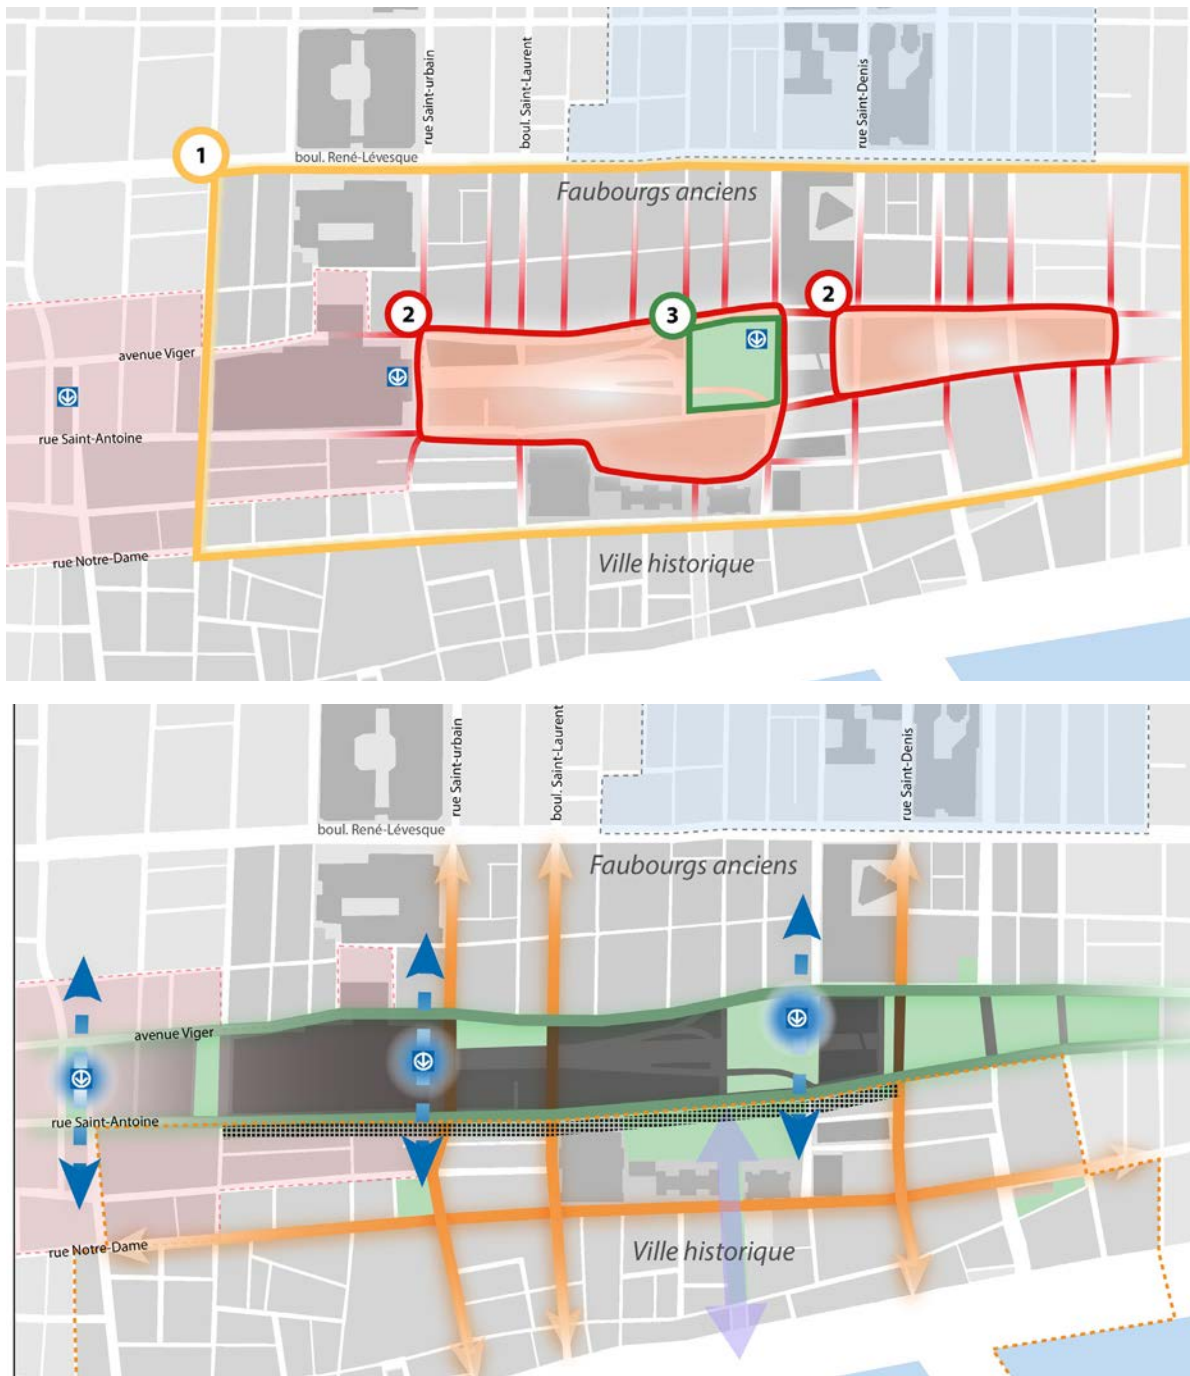 rue Saint-urbain
boul. Saint-Laurent
rue Saint-Denis
1
boul. René-Lévesque
Faubourgs anciens
2
3
2
avenue Viger
rue Saint-Antoine
rue Notre-Dame
Ville historique
rue Saint-urbain
boul. Saint-Laurent
rue Saint-Denis
boul. René-Lévesque
Faubourgs anciens
avenue Viger
rue Saint-Antoine
rue Notre-Dame
Ville historique